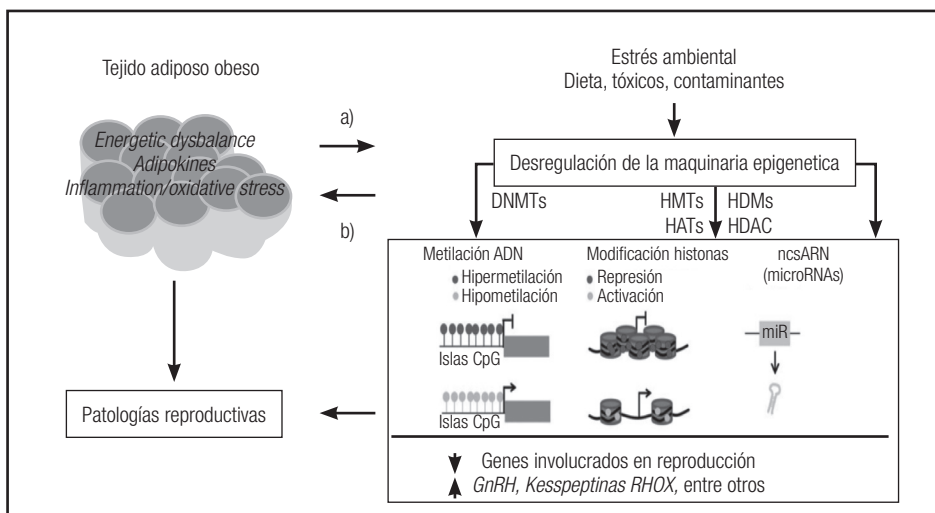 Tejido adiposo obeso
Energetic dysbalance
Adipokines
Inflammation/oxidative stress
a)
b)
Estrés ambiental
Dieta, tóxicos, contaminantes
Desregulación de la maquinaria epigenetica
DNMTs
HMTs HDMs
HATs HDAC
Metilación ADN
Hipermetilación
Hipometilación
Islas CpG
Islas CpG
Modificación histonas
Represión
Activación
ncsARN
(microRNAs)
miR
Patologías reproductivas
Genes involucrados en reproducción
GnRH, Kesspeptinas RHOX, entre otros